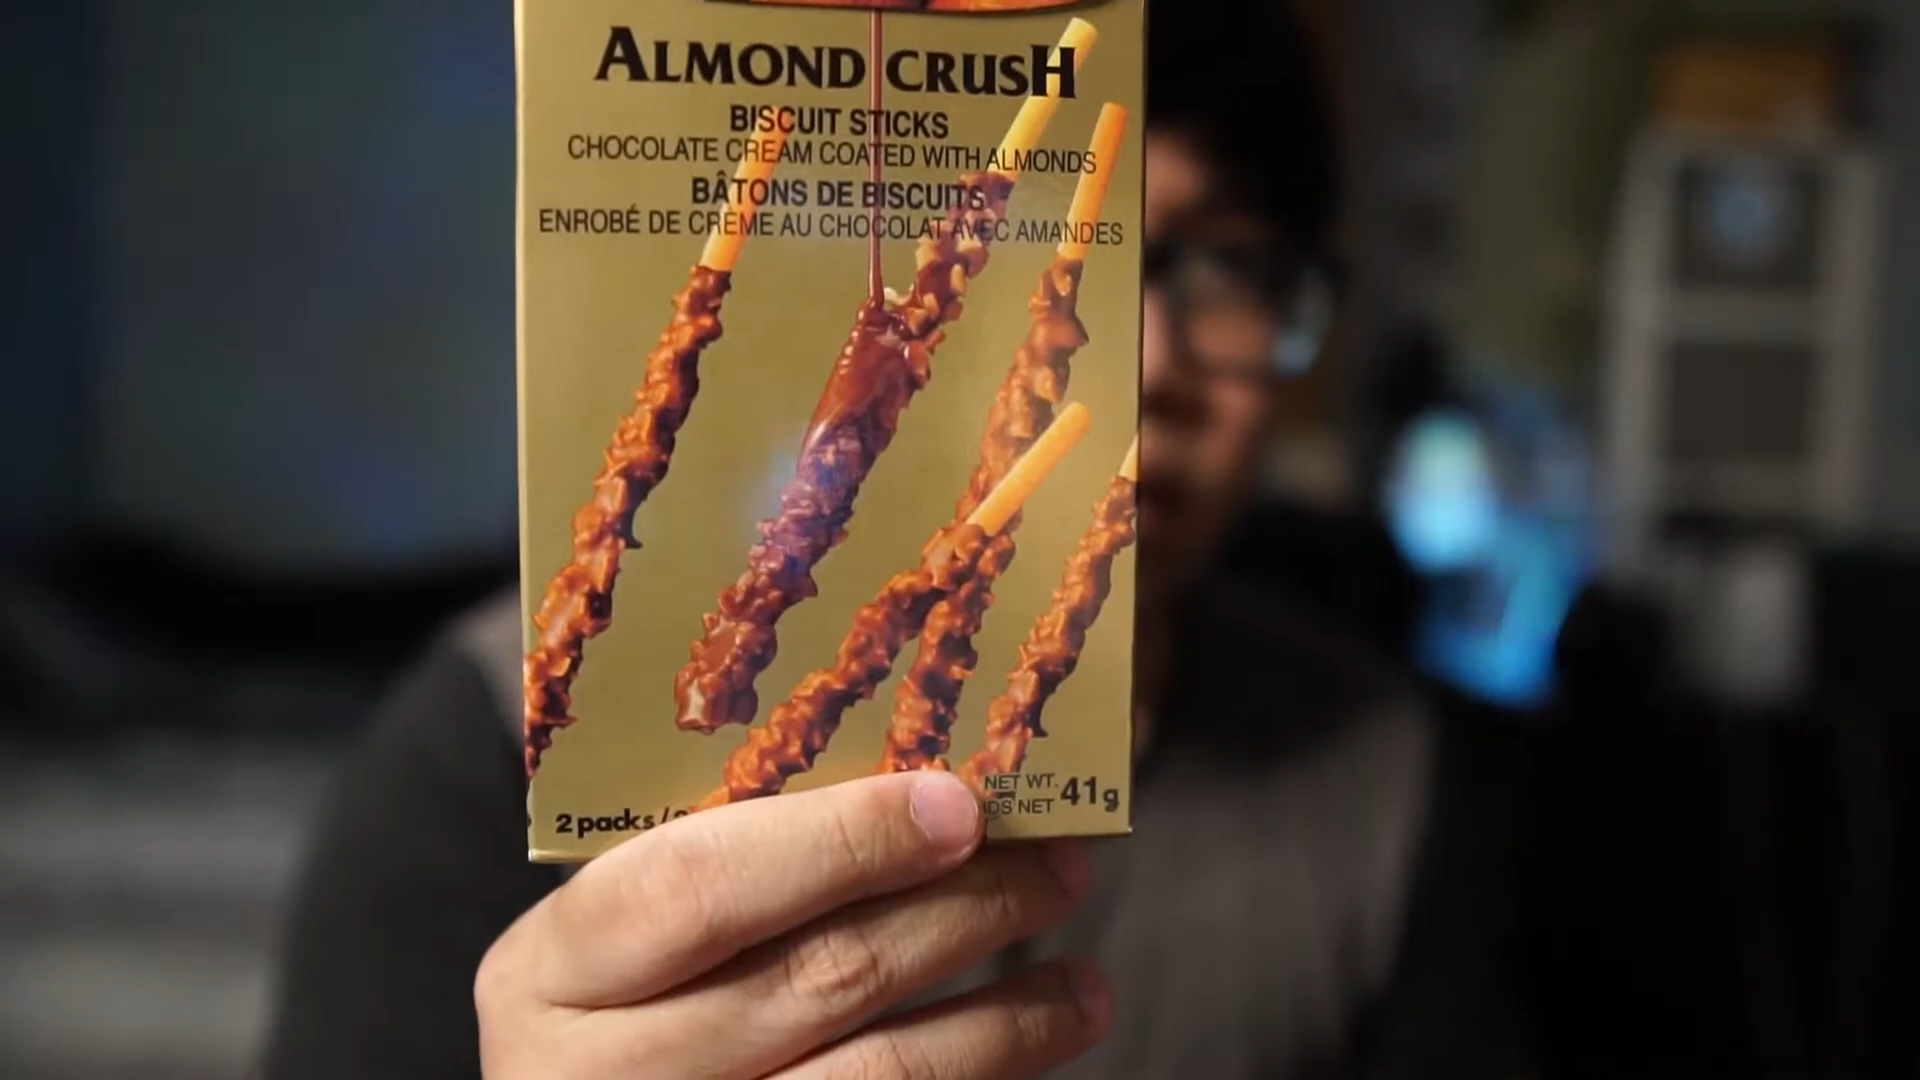 ALMOND CRUSH
BISCUIT STICKS
CHOCOLATE CREAM COATED WITH ALMONDS
BÂTONS DE BISCUITS
ENROBÉ DE CRÈME AU CHOCOLAT AVEC AMANDES
NET WT. 41g
NET
2 packs /